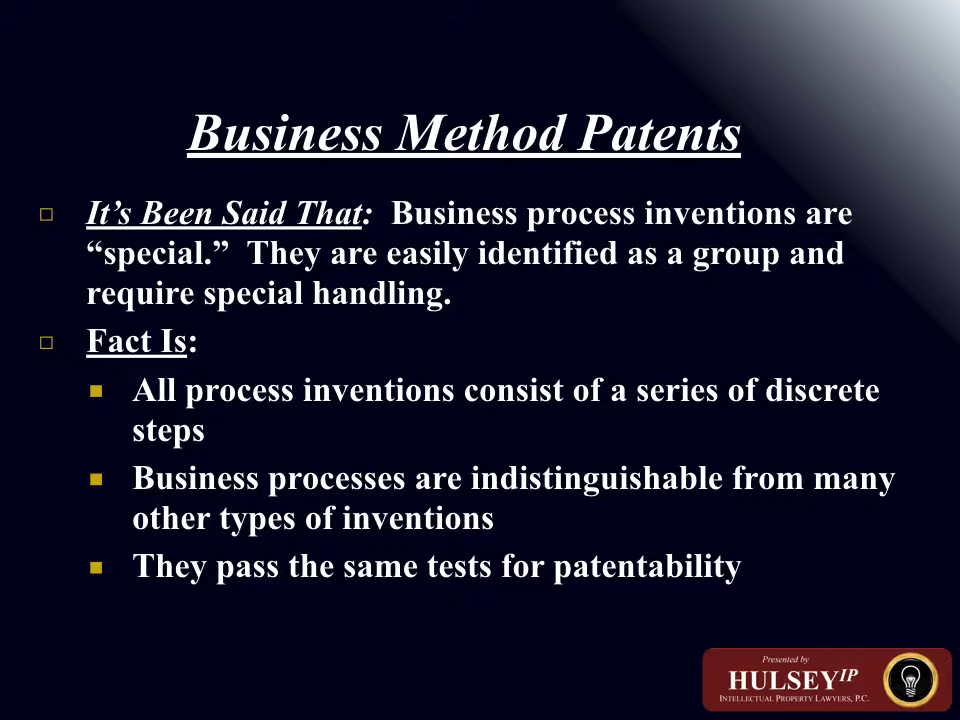 Business Method Patents
It’s Been Said That: Business process inventions are
“special.” They are easily identified as a group and
require special handling.
Fact Is:
All process inventions consist of a series of discrete
steps
Business processes are indistinguishable from many
other types of inventions
They pass the same tests for patentability
Presented by
HULSEY IP
INTELLECTUAL PROPERTY LAWYERS, P.C.